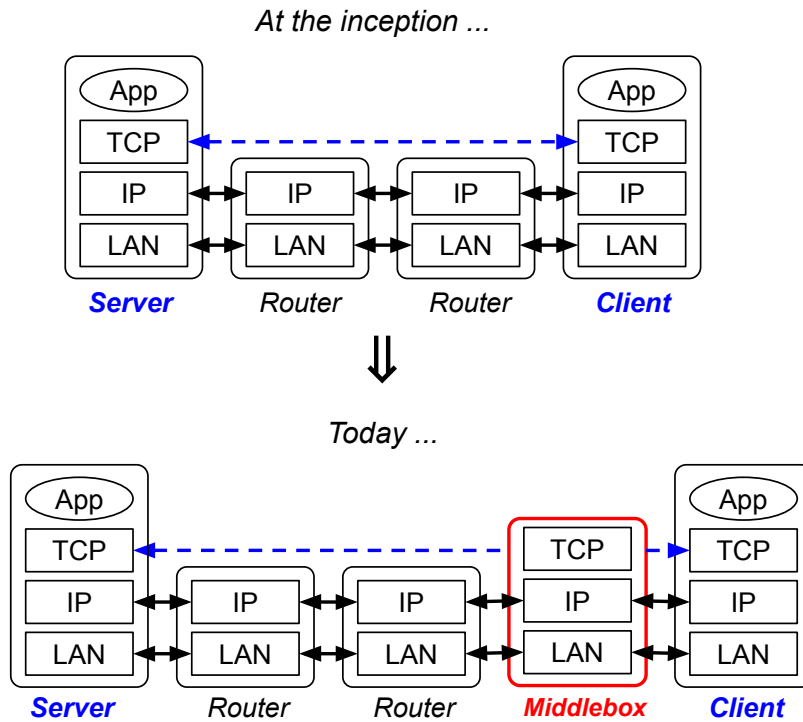 At the inception ...
App App
TCP TCP
IP IP IP IP
LAN LAN LAN LAN
Server Router Router Client
⇓
Today ...
App App
TCP TCP TCP
IP IP IP IP IP
LAN LAN LAN LAN LAN
Server Router Router Middlebox Client